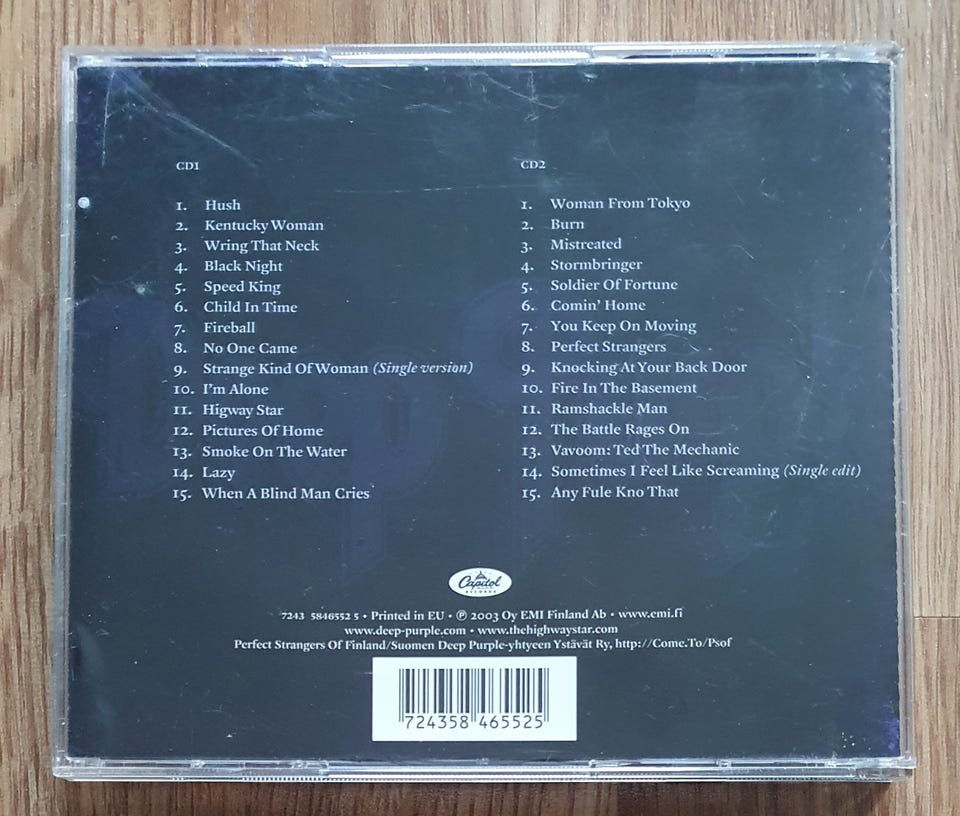 CD1
1. Hush
2. Kentucky Woman
3. Wring That Neck
4. Black Night
5. Speed King
6. Child In Time
7. Fireball
8. No One Came
9. Strange Kind Of Woman (Single version)
10. I'm Alone
11. Higway Star
12. Pictures Of Home
13. Smoke On The Water
14. Lazy
15. When A Blind Man Cries
CD2
1. Woman From Tokyo
2. Burn
3. Mistreated
4. Stormbringer
5. Soldier Of Fortune
6. Comin' Home
7. You Keep On Moving
8. Perfect Strangers
9. Knocking At Your Back Door
10. Fire In The Basement
11. Ramshackle Man
12. The Battle Rages On
13. Vavoom: Ted The Mechanic
14. Sometimes I Feel Like Screaming (Single edit)
15. Any Fule Kno That
Capitol
RECORDS
7243 5846552 5 • Printed in EU • ℗ 2003 Oy EMI Finland Ab • www.emi.fi
www.deep-purple.com • www.thehighwaystar.com
Perfect Strangers Of Finland/Suomen Deep Purple-yhtyeen Ystävät Ry, http://Come.To/Psof
724358 465525